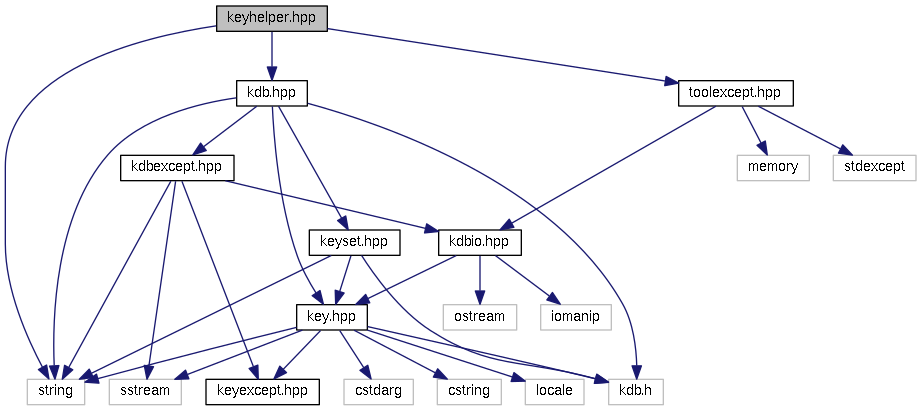 keyhelper.hpp
kdb.hpp
toolexcept.hpp
kdbexcept.hpp
memory
stdexcept
keyset.hpp
kdbio.hpp
key.hpp
ostream
iomanip
string
sstream
keyexcept.hpp
cstdarg
cstring
locale
kdb.h